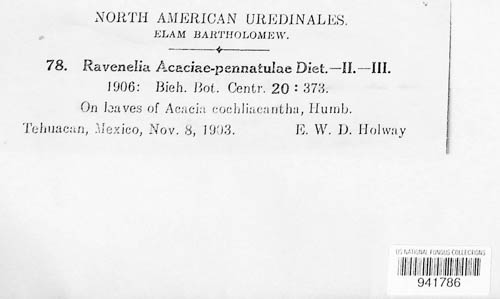 NORTH AMERICAN UREDINALES.
ELAM BARTHOLOMEW.
78. Ravenelia Acaciae-pennatulae Diet.—II.—III.
1906: Bieh. Bot. Centr. 20 : 373.
On leaves of Acacia cochliacantha, Humb.
Tehuacan, Mexico, Nov. 8, 1903. E. W. D. Holway
US NATIONAL FUNGUS COLLECTIONS
941786